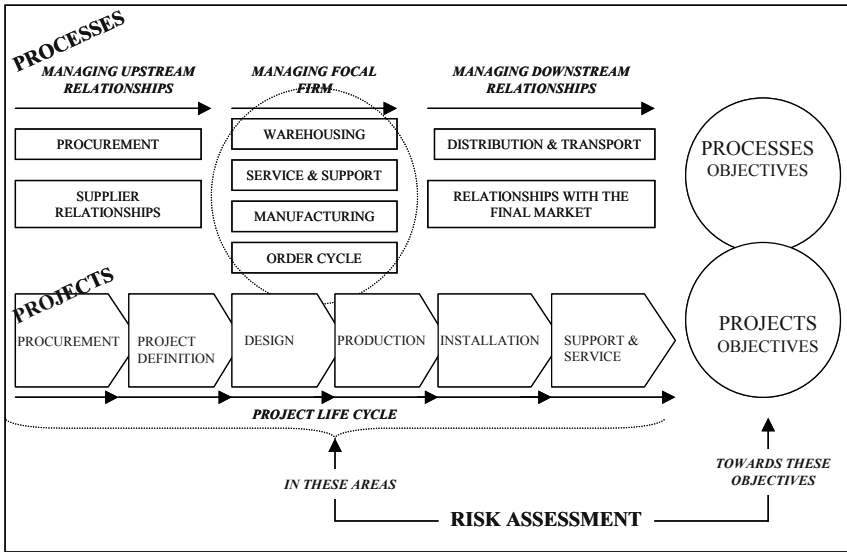 PROCESSES
MANAGING UPSTREAM
RELATIONSHIPS
MANAGING FOCAL
FIRM
MANAGING DOWNSTREAM
RELATIONSHIPS
PROCUREMENT
SUPPLIER
RELATIONSHIPS
WAREHOUSING
SERVICE & SUPPORT
MANUFACTURING
ORDER CYCLE
DISTRIBUTION & TRANSPORT
RELATIONSHIPS WITH THE
FINAL MARKET
PROCESSES
OBJECTIVES
PROJECTS
PROCUREMENT
PROJECT
DEFINITION
DESIGN
PRODUCTION
INSTALLATION
SUPPORT &
SERVICE
PROJECTS
OBJECTIVES
PROJECT LIFE CYCLE
IN THESE AREAS
TOWARDS THESE
OBJECTIVES
RISK ASSESSMENT